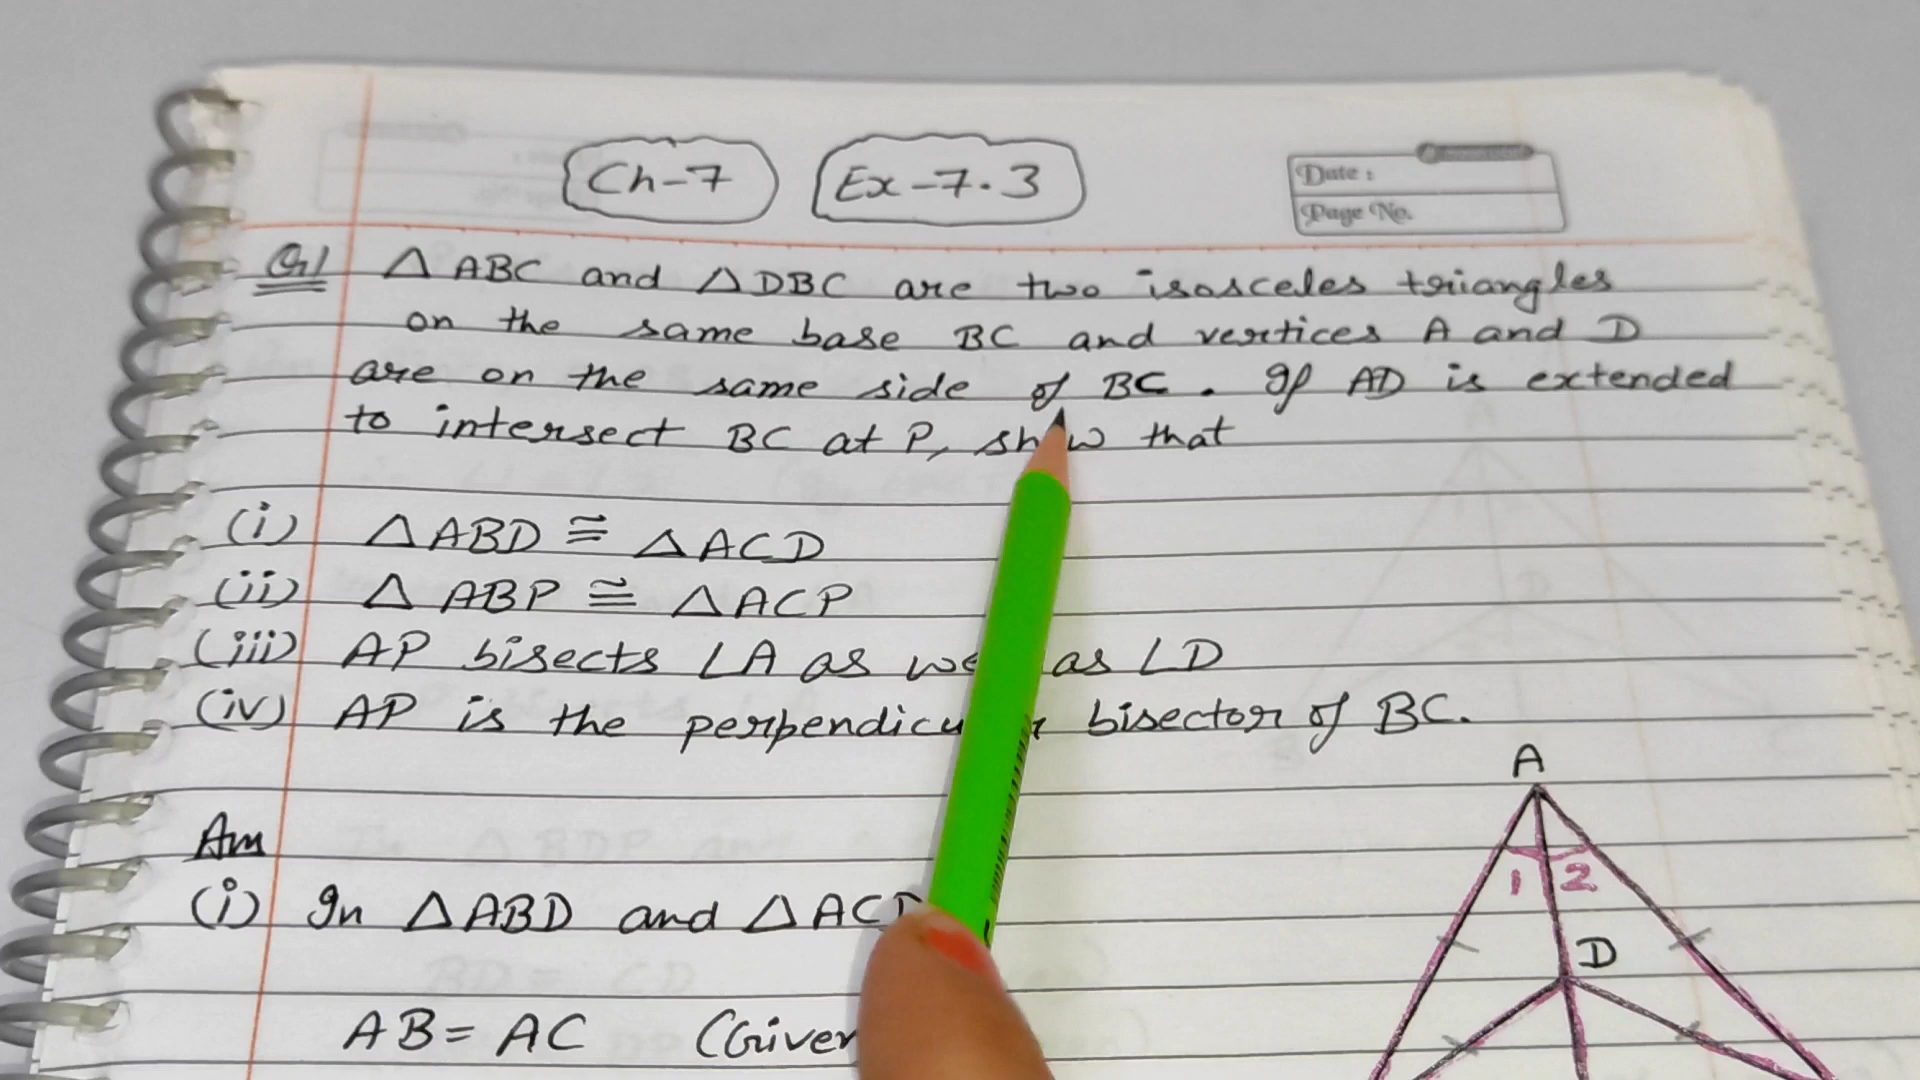 Ch-7 Ex-7.3
Date :
Page No.
Q1 △ABC and △DBC are two isosceles triangles
on the same base BC and vertices A and D
are on the same side of BC. If AD is extended
to intersect BC at P, show that
(i) △ABD ≅ △ACD
(ii) △ABP ≅ △ACP
(iii) AP bisects ∠A as we as ∠D
(iv) AP is the perpendicu r bisector of BC.
A
Ans
1 2
(i) In △ABD and △ACD
D
AB = AC (Given